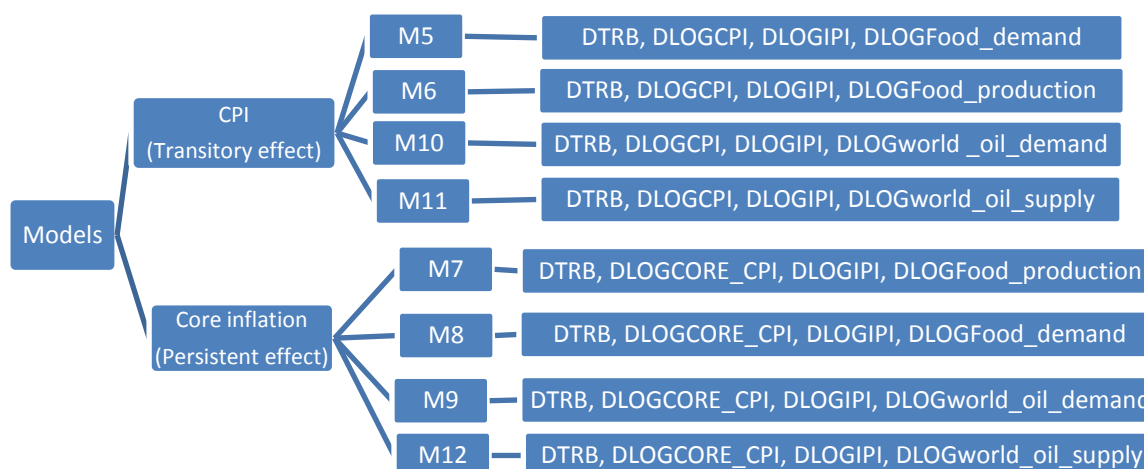 Models
CPI
(Transitory effect)
M5
DTRB, DLOGCPI, DLOGIPI, DLOGFood_demand
M6
DTRB, DLOGCPI, DLOGIPI, DLOGFood_production
M10
DTRB, DLOGCPI, DLOGIPI, DLOGworld _oil_demand
M11
DTRB, DLOGCPI, DLOGIPI, DLOGworld_oil_supply
Core inflation
(Persistent effect)
M7
DTRB, DLOGCORE_CPI, DLOGIPI, DLOGFood_production
M8
DTRB, DLOGCORE_CPI, DLOGIPI, DLOGFood_demand
M9
DTRB, DLOGCORE_CPI, DLOGIPI, DLOGworld_oil_demand
M12
DTRB, DLOGCORE_CPI, DLOGIPI, DLOGworld_oil_supply